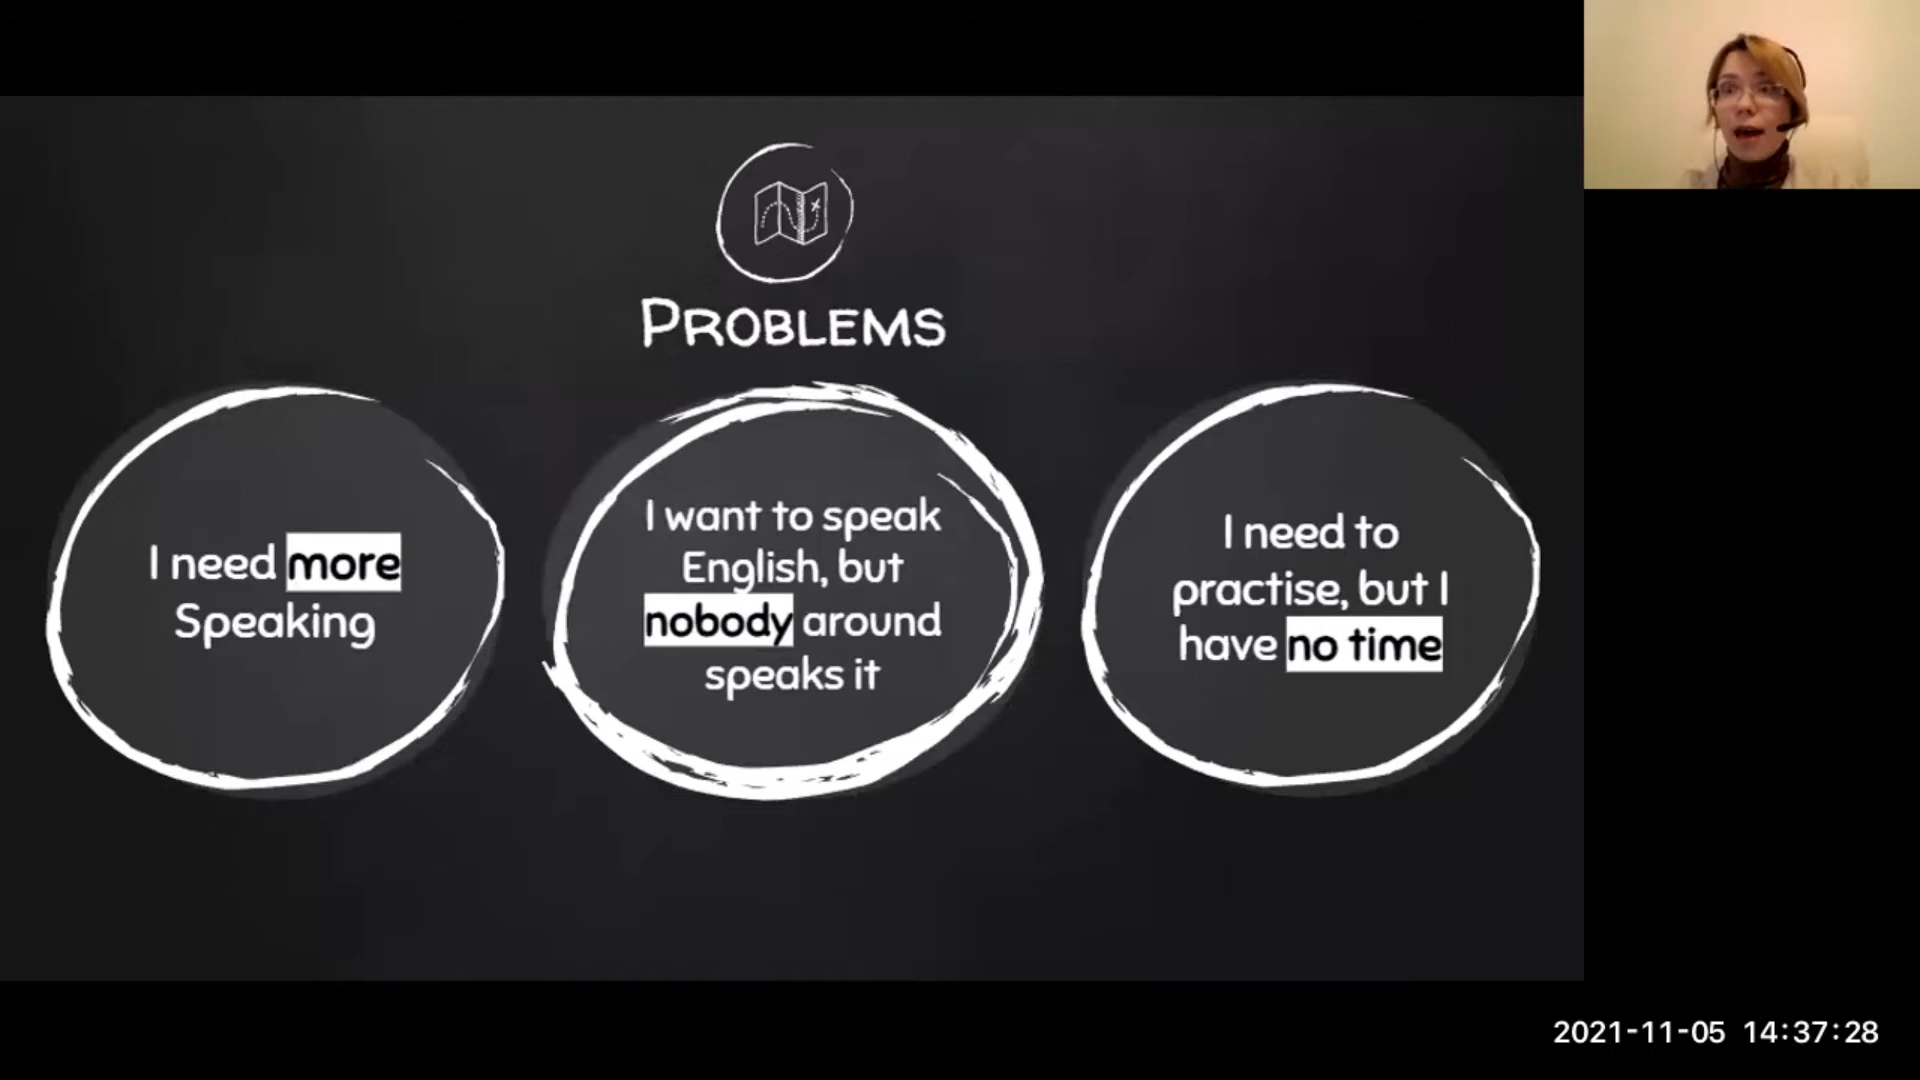 PROBLEMS
I need more
Speaking
I want to speak
English, but
nobody around
speaks it
I need to
practise, but I
have no time
2021-11-05 14:37:28